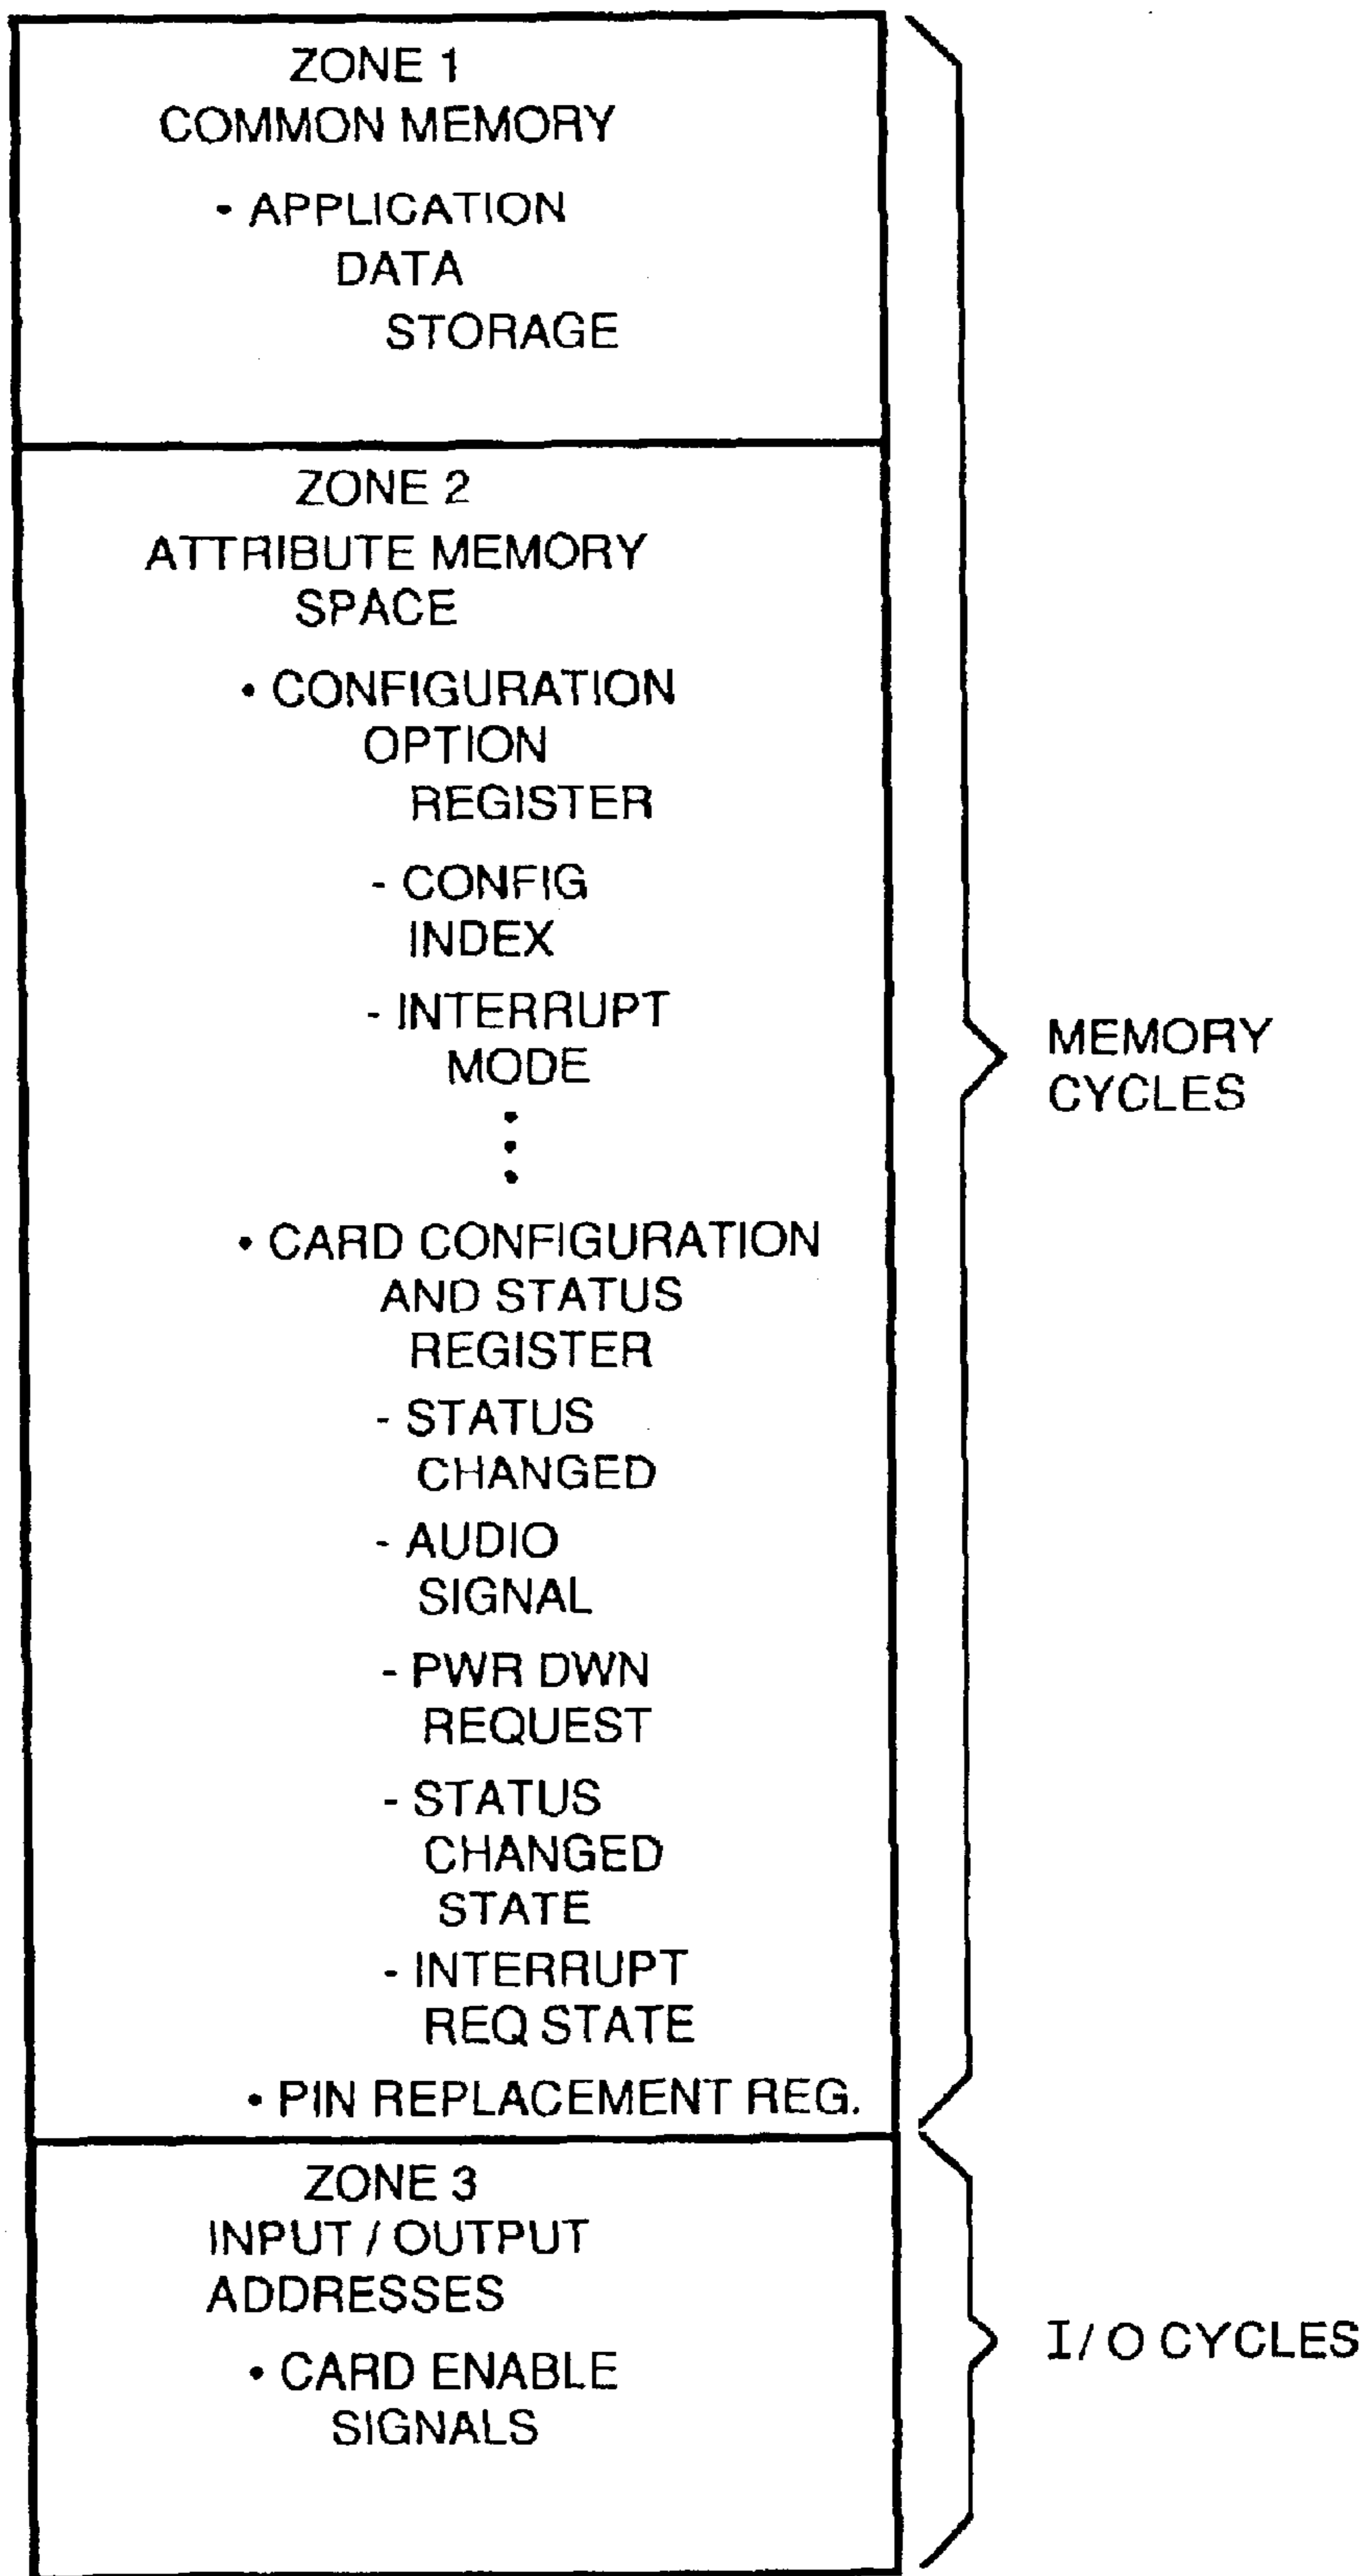 ZONE 1
COMMON MEMORY
• APPLICATION
DATA
STORAGE
ZONE 2
ATTRIBUTE MEMORY
SPACE
• CONFIGURATION
OPTION
REGISTER
- CONFIG
INDEX
- INTERRUPT
MODE
• CARD CONFIGURATION
AND STATUS
REGISTER
- STATUS
CHANGED
- AUDIO
SIGNAL
- PWR DWN
REQUEST
- STATUS
CHANGED
STATE
- INTERRUPT
REQ STATE
• PIN REPLACEMENT REG.
MEMORY
CYCLES
ZONE 3
INPUT / OUTPUT
ADDRESSES
• CARD ENABLE
SIGNALS
I/O CYCLES